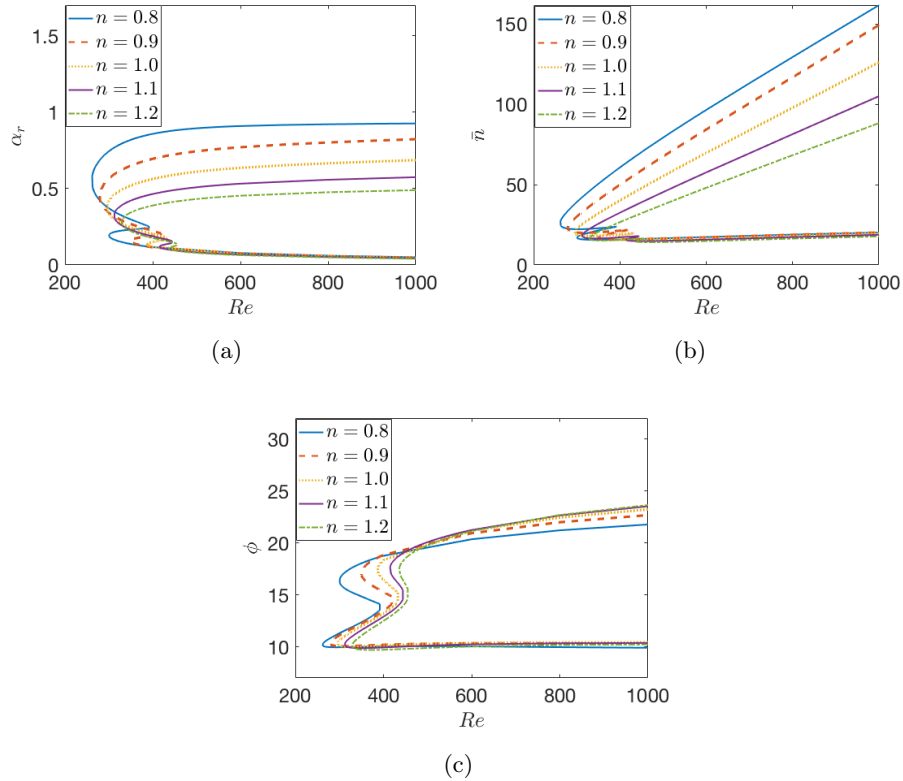 1.5
1
0.5
0
200 400 600 800 1000
α_r
Re
n = 0.8
n = 0.9
n = 1.0
n = 1.1
n = 1.2
(a)
150
100
50
0
200 400 600 800 1000
n̄
Re
n = 0.8
n = 0.9
n = 1.0
n = 1.1
n = 1.2
(b)
30
25
20
15
10
200 400 600 800 1000
ϕ
Re
n = 0.8
n = 0.9
n = 1.0
n = 1.1
n = 1.2
(c)